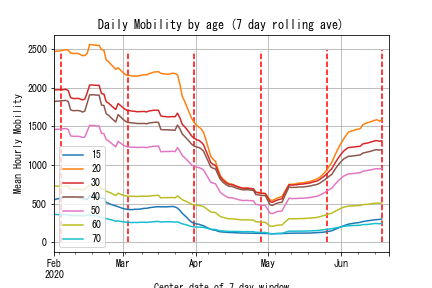 Daily Mobility by age (7 day rolling ave)
Mean Hourly Moblity
2500
2000
1500
1000
500
0
15
20
30
40
50
60
70
Feb
2020
Mar
Apr
May
Jun
Center date of 7 day window